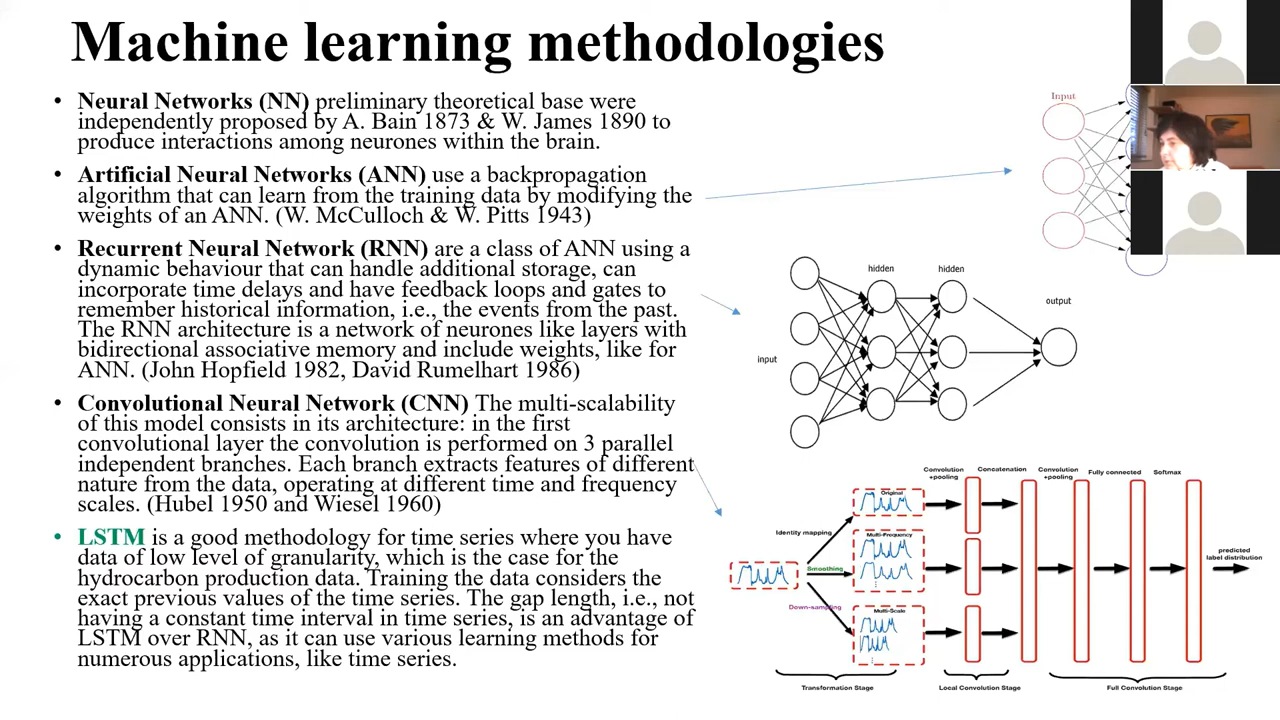 Machine learning methodologies
• Neural Networks (NN) preliminary theoretical base were
independently proposed by A. Bain 1873 & W. James 1890 to
produce interactions among neurones within the brain.
• Artificial Neural Networks (ANN) use a backpropagation
algorithm that can learn from the training data by modifying the
weights of an ANN. (W. McCulloch & W. Pitts 1943)
• Recurrent Neural Network (RNN) are a class of ANN using a
dynamic behaviour that can handle additional storage, can
incorporate time delays and have feedback loops and gates to
remember historical information, i.e., the events from the past.
The RNN architecture is a network of neurones like layers with
bidirectional associative memory and include weights, like for
ANN. (John Hopfield 1982, David Rumelhart 1986)
• Convolutional Neural Network (CNN) The multi-scalability
of this model consists in its architecture: in the first
convolutional layer the convolution is performed on 3 parallel
independent branches. Each branch extracts features of different
nature from the data, operating at different time and frequency
scales. (Hubel 1950 and Wiesel 1960)
• LSTM is a good methodology for time series where you have
data of low level of granularity, which is the case for the
hydrocarbon production data. Training the data considers the
exact previous values of the time series. The gap length, i.e., not
having a constant time interval in time series, is an advantage of
LSTM over RNN, as it can use various learning methods for
numerous applications, like time series.
Input
hidden
hidden
output
input
Convolution
+pooling
Concatenation
Convolution
+pooling
Fully connected
Softmax
Original
Identity mapping
Multi-Frequency
Smoothing
predicted
label distribution
Down-sampling
Multi-Scale
Transformation Stage
Local Convolution Stage
Full Convolution Stage